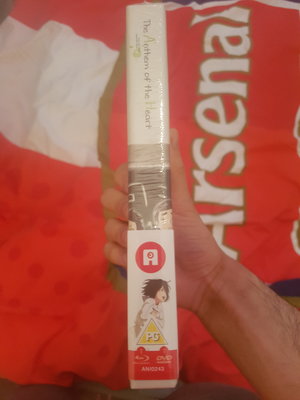 The Anthem of the Heart
A
PG
Blu-ray
DVD
ANI0243
Arsenal